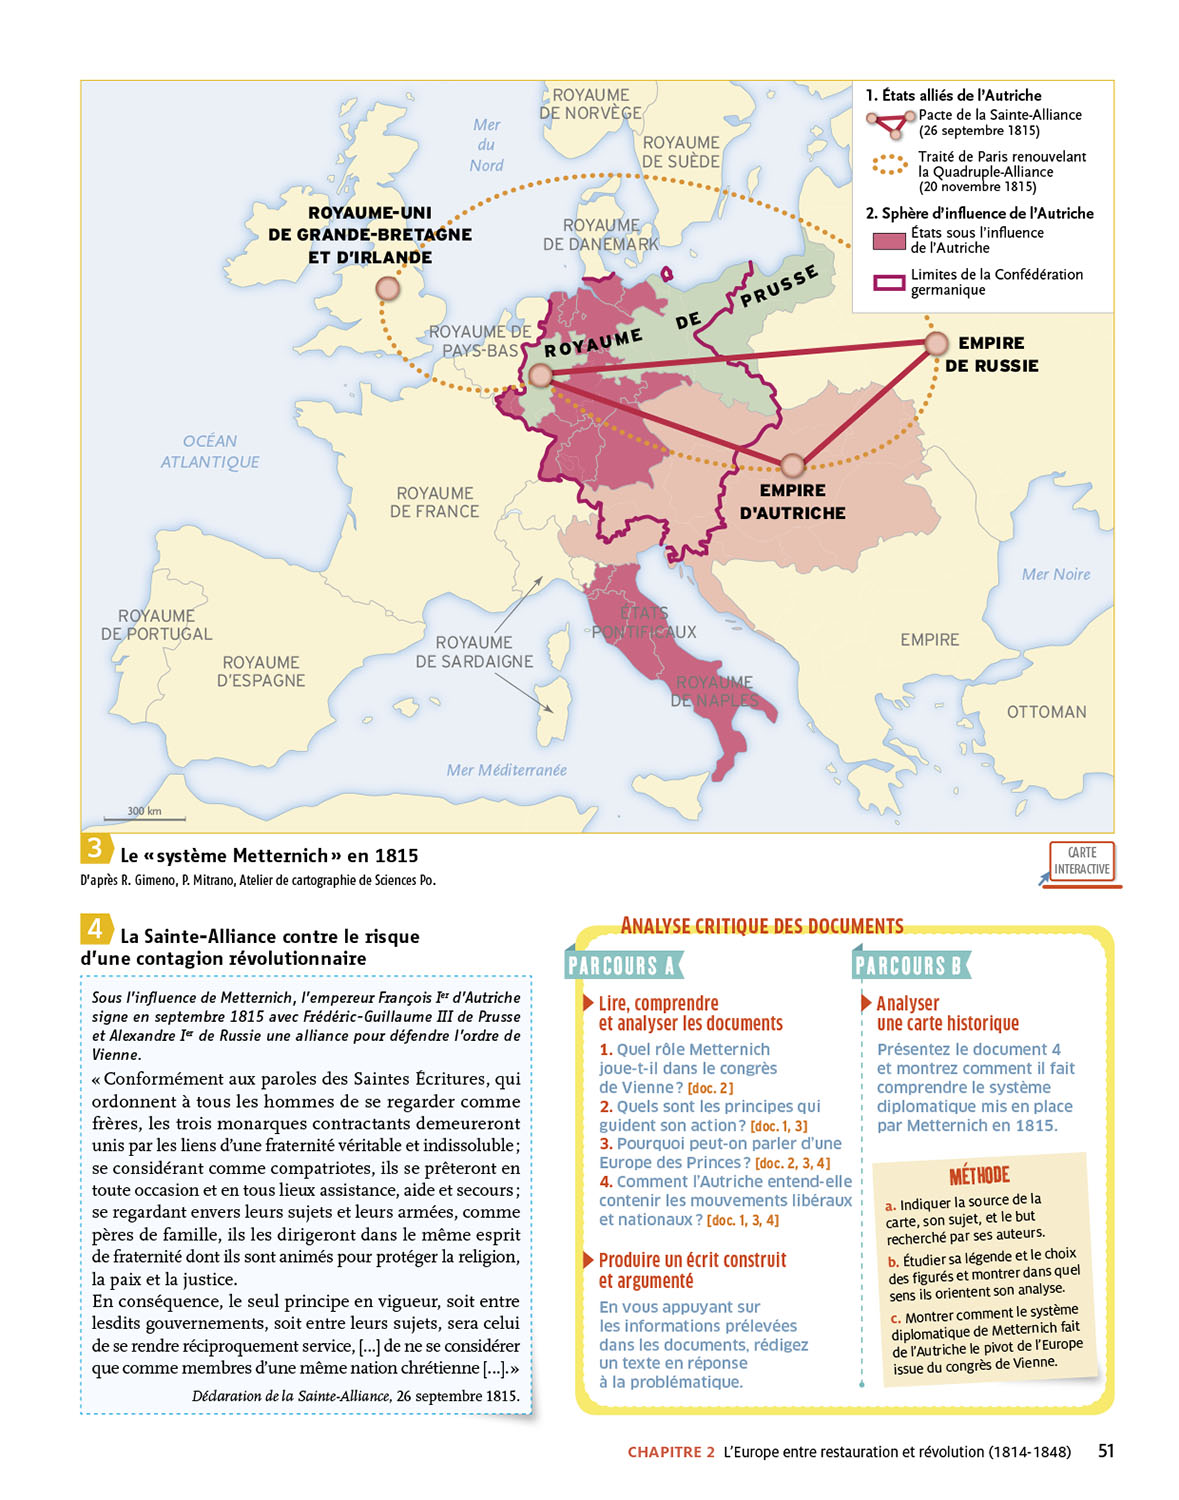 ROYAUME
DE NORVÈGE
Mer
du
Nord
ROYAUME
DE SUÈDE
1. États alliés de l'Autriche
Pacte de la Sainte-Alliance
(26 septembre 1815)
Traité de Paris renouvelant
la Quadruple-Alliance
(20 novembre 1815)
2. Sphère d'influence de l'Autriche
États sous l'influence
de l'Autriche
Limites de la Confédération
germanique
ROYAUME-UNI
DE GRANDE-BRETAGNE
ET D'IRLANDE
ROYAUME
DE DANEMARK
ROYAUME DE PRUSSE
ROYAUME DE
PAYS-BAS
EMPIRE
DE RUSSIE
OCÉAN
ATLANTIQUE
ROYAUME
DE FRANCE
EMPIRE
D'AUTRICHE
Mer Noire
ROYAUME
DE PORTUGAL
ROYAUME
D'ESPAGNE
ROYAUME
DE SARDAIGNE
ÉTATS
PONTIFICAUX
ROYAUME
DE NAPLES
EMPIRE
OTTOMAN
Mer Méditerranée
300 km
3 Le « système Metternich » en 1815
D'après R. Gimeno, P. Mitrano, Atelier de cartographie de Sciences Po.
CARTE
INTERACTIVE
4 La Sainte-Alliance contre le risque
d'une contagion révolutionnaire
Sous l'influence de Metternich, l'empereur François Ier d'Autriche
signe en septembre 1815 avec Frédéric-Guillaume III de Prusse
et Alexandre Ier de Russie une alliance pour défendre l'ordre de
Vienne.
« Conformément aux paroles des Saintes Écritures, qui
ordonnent à tous les hommes de se regarder comme
frères, les trois monarques contractants demeureront
unis par les liens d'une fraternité véritable et indissoluble ;
se considérant comme compatriotes, ils se prêteront en
toute occasion et en tous lieux assistance, aide et secours ;
se regardant envers leurs sujets et leurs armées, comme
pères de famille, ils les dirigeront dans le même esprit
de fraternité dont ils sont animés pour protéger la religion,
la paix et la justice.
En conséquence, le seul principe en vigueur, soit entre
lesdits gouvernements, soit entre leurs sujets, sera celui
de se rendre réciproquement service, [...] de ne se considérer
que comme membres d'une même nation chrétienne [...]. »
Déclaration de la Sainte-Alliance, 26 septembre 1815.
ANALYSE CRITIQUE DES DOCUMENTS
PARCOURS A
Lire, comprendre
et analyser les documents
1. Quel rôle Metternich
joue-t-il dans le congrès
de Vienne ? [doc. 2]
2. Quels sont les principes qui
guident son action ? [doc. 1, 3]
3. Pourquoi peut-on parler d'une
Europe des Princes ? [doc. 2, 3, 4]
4. Comment l'Autriche entend-elle
contenir les mouvements libéraux
et nationaux ? [doc. 1, 3, 4]
Produire un écrit construit
et argumenté
En vous appuyant sur
les informations prélevées
dans les documents, rédigez
un texte en réponse
à la problématique.
PARCOURS B
Analyser
une carte historique
Présentez le document 4
et montrez comment il fait
comprendre le système
diplomatique mis en place
par Metternich en 1815.
MÉTHODE
a. Indiquer la source de la
carte, son sujet, et le but
recherché par ses auteurs.
b. Étudier sa légende et le choix
des figurés et montrer dans quel
sens ils orientent son analyse.
c. Montrer comment le système
diplomatique de Metternich fait
de l'Autriche le pivot de l'Europe
issue du congrès de Vienne.
CHAPITRE 2 L'Europe entre restauration et révolution (1814-1848) 51